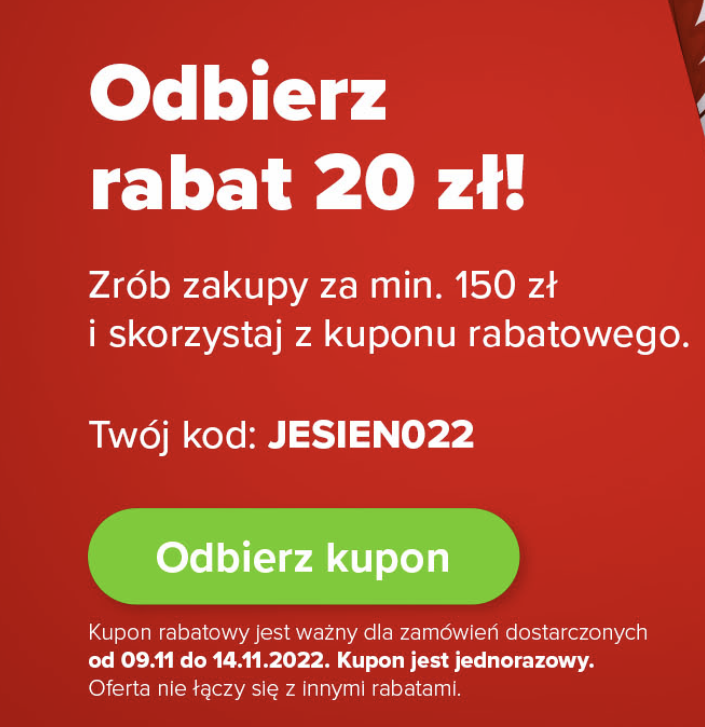 Odbierz
rabat 20 zł!
Zrób zakupy za min. 150 zł
i skorzystaj z kuponu rabatowego.
Twój kod: JESIEN022
Odbierz kupon
Kupon rabatowy jest ważny dla zamówień dostarczonych
od 09.11 do 14.11.2022. Kupon jest jednorazowy.
Oferta nie łączy się z innymi rabatami.